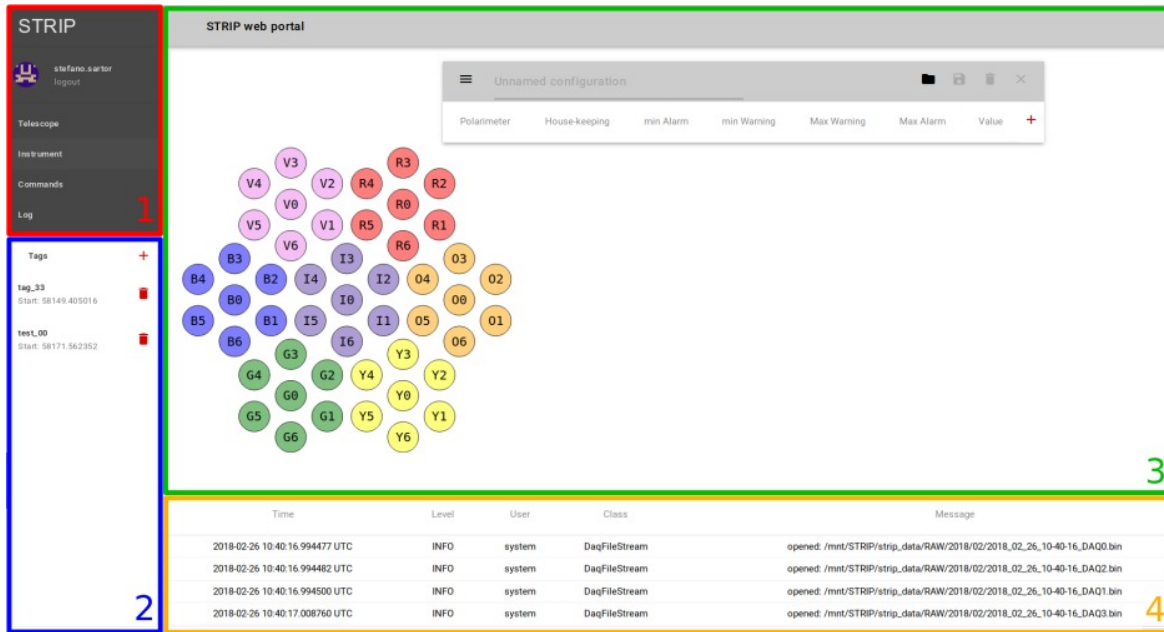 STRIP
stefano.sartor
logout
Telescope
Instrument
Commands
Log
1
Tags +
tag_33
Start: 58149.405016
test_00
Start: 58171.562352
2
STRIP web portal
Unnamed configuration
Polarimeter House-keeping min Alarm min Warning Max Warning Max Alarm Value +
V3 R3
V4 V2 R4 R2
V0 R0
V5 V1 R5 R1
V6 R6
B3 I3 O3
B4 B2 I4 I2 O4 O2
B0 I0 O0
B5 B1 I5 I1 O5 O1
B6 I6 O6
G3 Y3
G4 G2 Y4 Y2
G0 Y0
G5 G1 Y5 Y1
G6 Y6
3
Time Level User Class Message
2018-02-26 10:40:16.994477 UTC INFO system DaqFileStream opened: /mnt/STRIP/strip_data/RAW/2018/02/2018_02_26_10-40-16_DAQ0.bin
2018-02-26 10:40:16.994482 UTC INFO system DaqFileStream opened: /mnt/STRIP/strip_data/RAW/2018/02/2018_02_26_10-40-16_DAQ2.bin
2018-02-26 10:40:16.994500 UTC INFO system DaqFileStream opened: /mnt/STRIP/strip_data/RAW/2018/02/2018_02_26_10-40-16_DAQ1.bin
2018-02-26 10:40:17.008760 UTC INFO system DaqFileStream opened: /mnt/STRIP/strip_data/RAW/2018/02/2018_02_26_10-40-16_DAQ3.bin
4